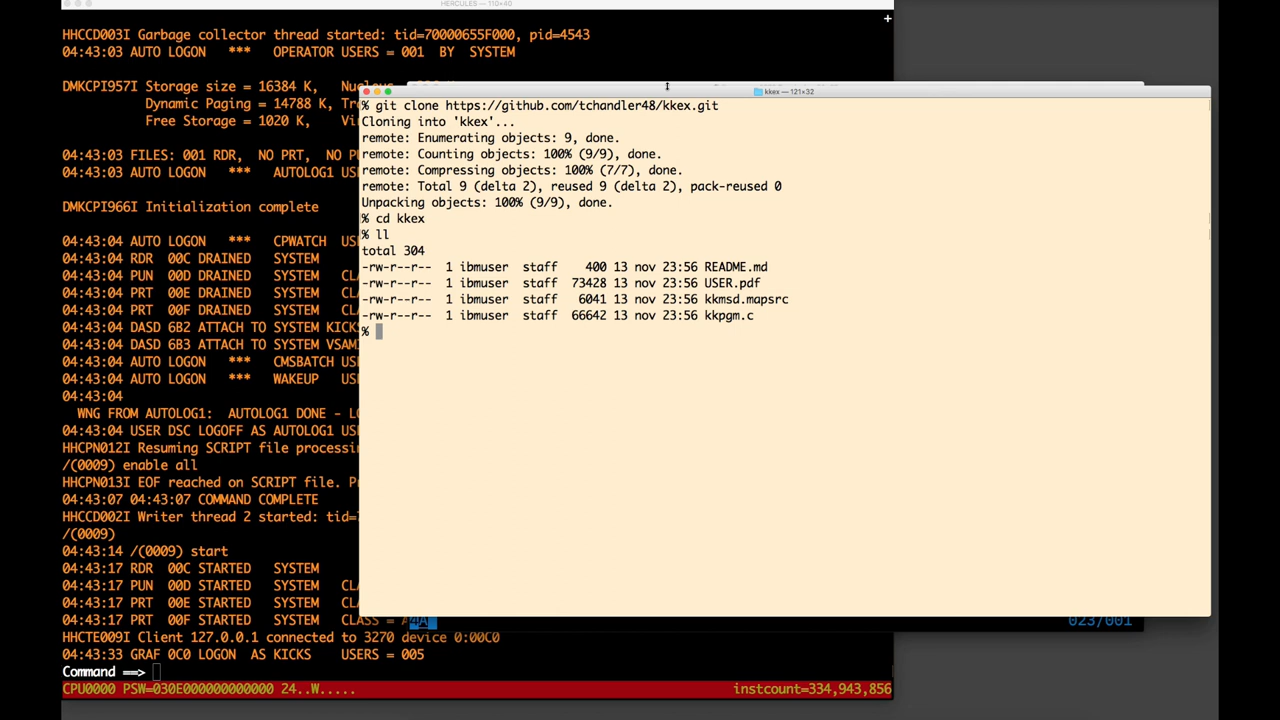 HERCULES — 110×40
HHCCD003I Garbage collector thread started: tid=70000655F000, pid=4543
04:43:03 AUTO LOGON   ***   OPERATOR USERS = 001  BY  SYSTEM
DMKCPI957I Storage size = 16384 K,
Dynamic Paging = 14788 K,
Free Storage = 1020 K,
04:43:03 FILES: 001 RDR,  NO PRT,  NO
04:43:03 AUTO LOGON   ***   AUTOLOG1
DMKCPI966I Initialization complete
04:43:04 AUTO LOGON   ***   CPWATCH
04:43:04 RDR  00C DRAINED   SYSTEM
04:43:04 PUN  00D DRAINED   SYSTEM
04:43:04 PRT  00E DRAINED   SYSTEM
04:43:04 PRT  00F DRAINED   SYSTEM
04:43:04 DASD 6B2 ATTACH TO SYSTEM KICK
04:43:04 DASD 6B3 ATTACH TO SYSTEM VSAM
04:43:04 AUTO LOGON   ***   CMSBATCH
04:43:04 AUTO LOGON   ***   WAKEUP
04:43:04
WNG FROM AUTOLOG1:  AUTOLOG1 DONE –
04:43:04 USER DSC LOGOFF AS AUTOLOG1
HHCPN012I Resuming SCRIPT file
/(0009) enable all
HHCPN013I EOF reached on SCRIPT file.
04:43:07 04:43:07 COMMAND COMPLETE
HHCCD002I Writer thread 2 started:
/(0009)
04:43:14 /(0009) start
04:43:17 RDR  00C STARTED   SYSTEM
04:43:17 PUN  00D STARTED   SYSTEM
04:43:17 PRT  00E STARTED   SYSTEM
04:43:17 PRT  00F STARTED   SYSTEM   CLASS =
HHCTE009I Client 127.0.0.1 connected to 3270 device 0:00C0
04:43:33 GRAF 0C0 LOGON  AS KICKS    USERS = 005
Command ==>
CPU0000 PSW=030E000000000000 24..W.....   instcount=334,943,856
kkex — 121×32
% git clone https://github.com/tchandler48/kkex.git
Cloning into 'kkex'...
remote: Enumerating objects: 9, done.
remote: Counting objects: 100% (9/9), done.
remote: Compressing objects: 100% (7/7), done.
remote: Total 9 (delta 2), reused 9 (delta 2), pack-reused 0
Unpacking objects: 100% (9/9), done.
% cd kkex
% ll
total 304
-rw-r--r--  1 ibmuser  staff    400 13 nov 23:56 README.md
-rw-r--r--  1 ibmuser  staff  73428 13 nov 23:56 USER.pdf
-rw-r--r--  1 ibmuser  staff   6041 13 nov 23:56 kkmsd.mapsrc
-rw-r--r--  1 ibmuser  staff  66642 13 nov 23:56 kkpgm.c
%
4A   023/001